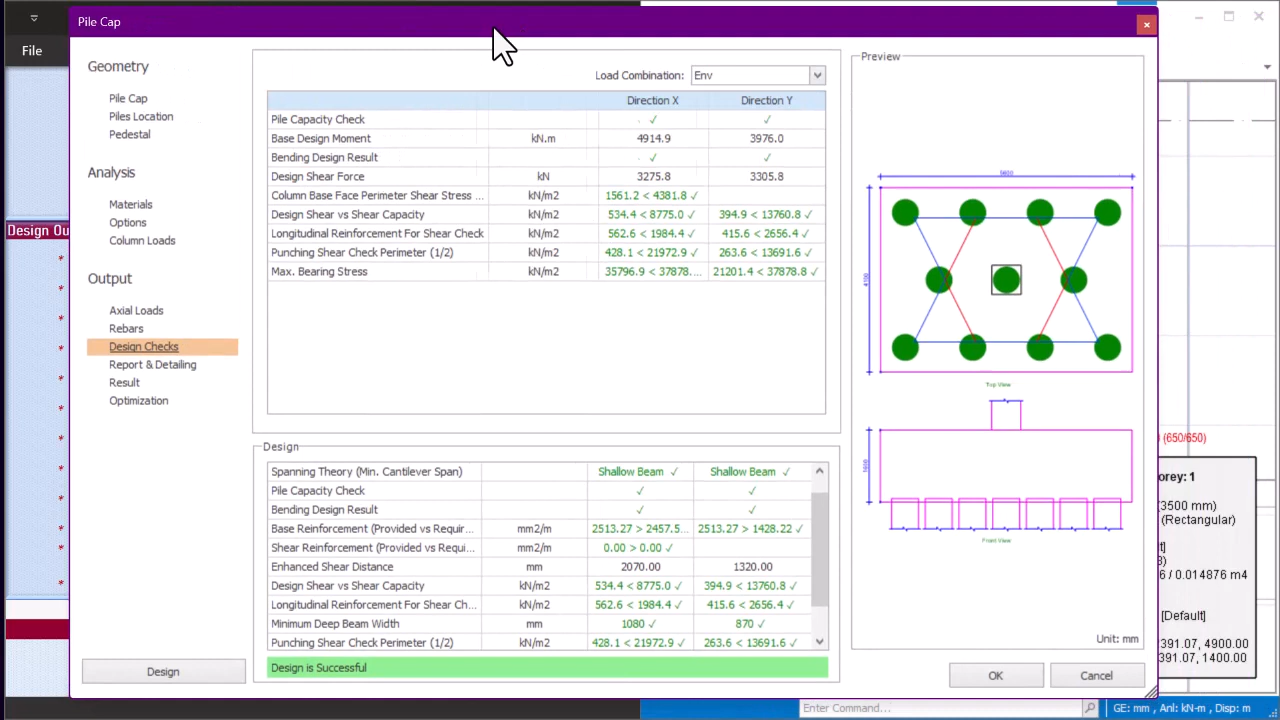 Pile Cap
File
Geometry
Pile Cap
Piles Location
Pedestal
Analysis
Materials
Options
Column Loads
Output
Axial Loads
Rebars
Design Checks
Report & Detailing
Result
Optimization
Design
Design Ou
Load Combination: Env
Direction X Direction Y
Pile Capacity Check ✓ ✓
Base Design Moment kN.m 4914.9 3976.0
Bending Design Result ✓ ✓
Design Shear Force kN 3275.8 3305.8
Column Base Face Perimeter Shear Stress ... kN/m2 1561.2 < 4381.8 ✓
Design Shear vs Shear Capacity kN/m2 534.4 < 8775.0 ✓ 394.9 < 13760.8 ✓
Longitudinal Reinforcement For Shear Check kN/m2 562.6 < 1984.4 ✓ 415.6 < 2656.4 ✓
Punching Shear Check Perimeter (1/2) kN/m2 428.1 < 21972.9 ✓ 263.6 < 13691.6 ✓
Max. Bearing Stress kN/m2 35796.9 < 37878.... 21201.4 < 37878.8 ✓
Design
Spanning Theory (Min. Cantilever Span) Shallow Beam ✓ Shallow Beam ✓
Pile Capacity Check ✓ ✓
Bending Design Result ✓ ✓
Base Reinforcement (Provided vs Requir... mm2/m 2513.27 > 2457.5... 2513.27 > 1428.22 ✓
Shear Reinforcement (Provided vs Requi... mm2/m 0.00 > 0.00 ✓
Enhanced Shear Distance mm 2070.00 1320.00
Design Shear vs Shear Capacity kN/m2 534.4 < 8775.0 ✓ 394.9 < 13760.8 ✓
Longitudinal Reinforcement For Shear Ch... kN/m2 562.6 < 1984.4 ✓ 415.6 < 2656.4 ✓
Minimum Deep Beam Width mm 1080 ✓ 870 ✓
Punching Shear Check Perimeter (1/2) kN/m2 428.1 < 21972.9 ✓ 263.6 < 13691.6 ✓
Design is Successful
Preview
Top View
Front View
Unit: mm
OK Cancel
(650/650)
orey: 1
(3500 mm)
(Rectangular)
6 / 0.014876 m4
[Default]
391.07, 4900.00
391.07, 1400.00
Enter Command...
GE: mm , Anl: kN-m , Disp: m